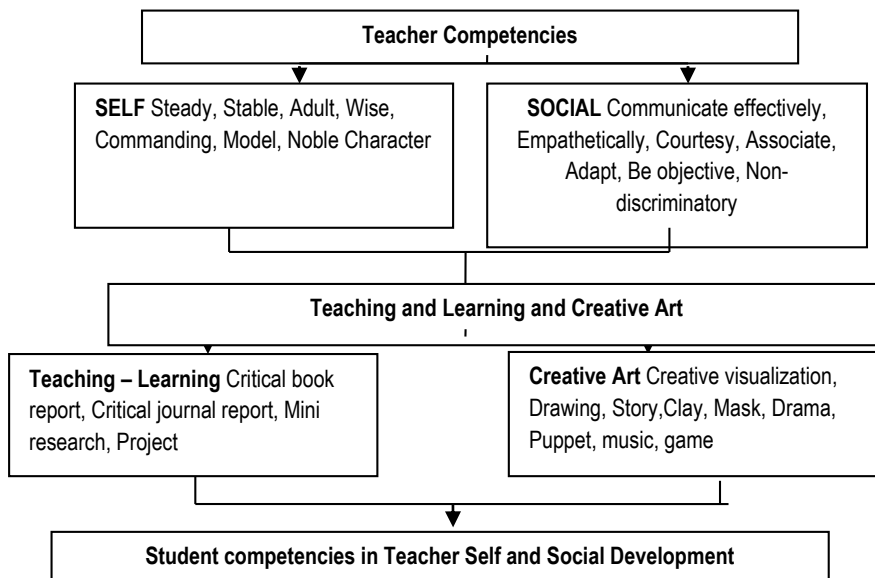 Teacher Competencies
SELF Steady, Stable, Adult, Wise,
Commanding, Model, Noble Character
SOCIAL Communicate effectively,
Empathetically, Courtesy, Associate,
Adapt, Be objective, Non-
discriminatory
Teaching and Learning and Creative Art
Teaching – Learning Critical book
report, Critical journal report, Mini
research, Project
Creative Art Creative visualization,
Drawing, Story,Clay, Mask, Drama,
Puppet, music, game
Student competencies in Teacher Self and Social Development